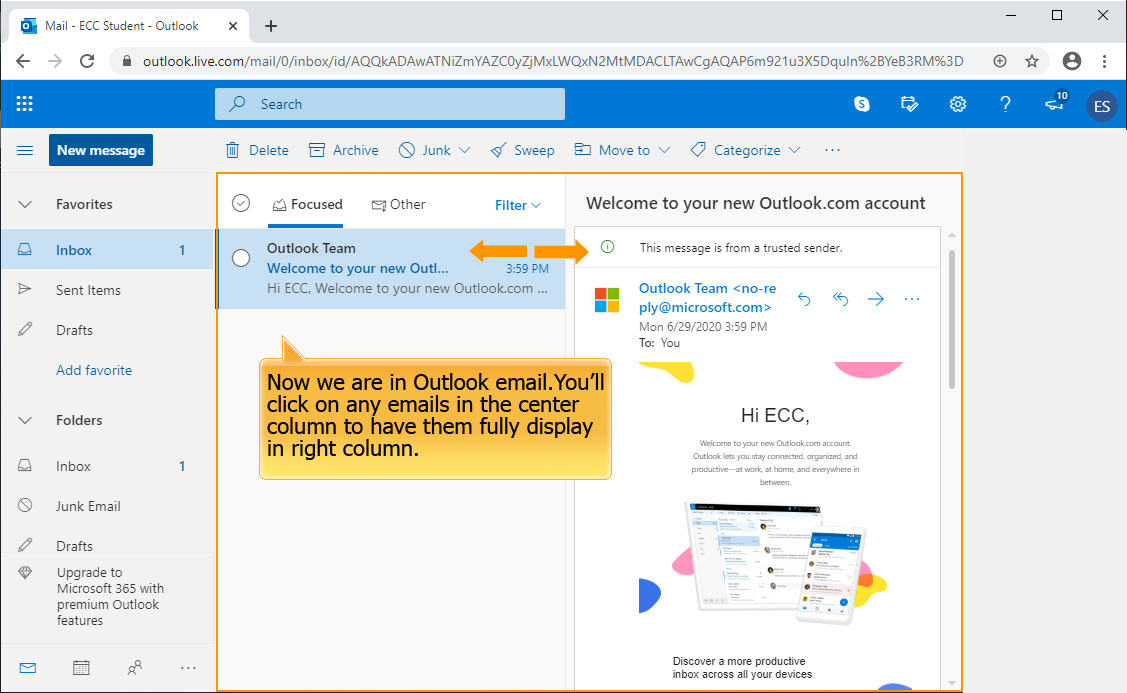 Mail - ECC Student - Outlook
outlook.live.com/mail/0/inbox/id/AQQkADAwATNiZmYAZC0yZjMxLWQxN2MtMDACLTAwCgAQAP6m921u3X5DquIn%2BYeB3RM%3D
Search
10
ES
New message
Delete Archive Junk Sweep Move to Categorize
Favorites
Inbox 1
Sent Items
Drafts
Add favorite
Folders
Inbox 1
Junk Email
Drafts
Upgrade to
Microsoft 365 with
premium Outlook
features
Focused Other Filter
Outlook Team
Welcome to your new Outl... 3:59 PM
Hi ECC, Welcome to your new Outlook.com ...
Now we are in Outlook email.You’ll
click on any emails in the center
column to have them fully display
in right column.
Welcome to your new Outlook.com account
This message is from a trusted sender.
Outlook Team <no-re
ply@microsoft.com>
Mon 6/29/2020 3:59 PM
To: You
Hi ECC,
Welcome to your new Outlook.com account.
Outlook lets you stay connected, organized, and
productive—at work, at home, and everywhere in
between.
Discover a more productive
inbox across all your devices